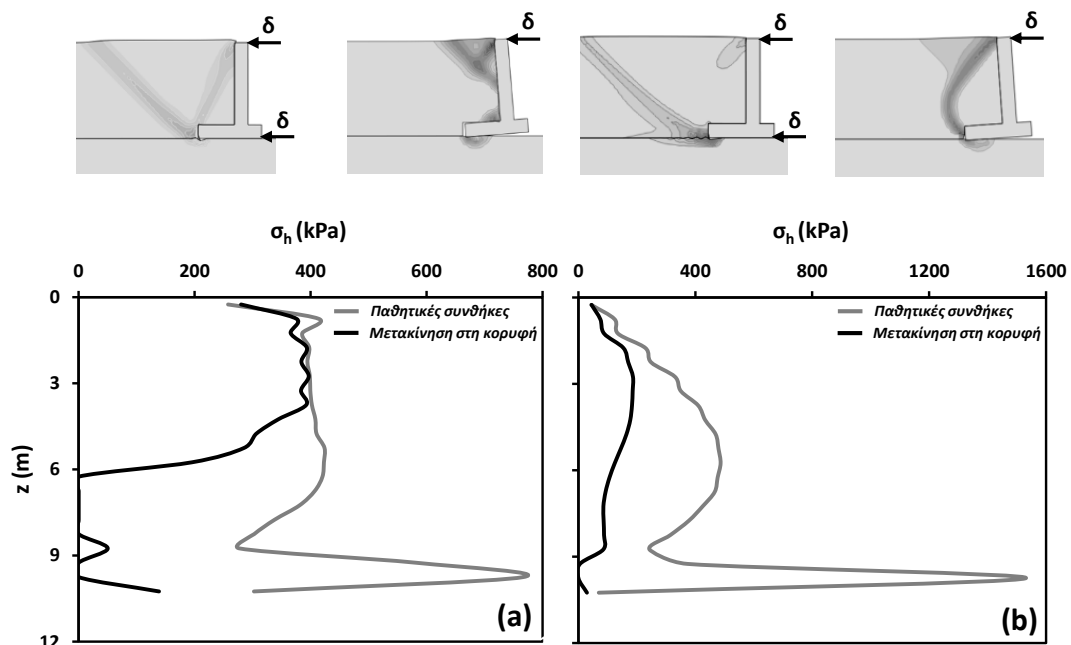 δ
δ
δ
δ
σh (kPa)
σh (kPa)
0 200 400 600 800
0 400 800 1200 1600
0
3
6
9
12
z (m)
Παθητικές συνθήκες
Μετακίνηση στη κορυφή
Παθητικές συνθήκες
Μετακίνηση στη κορυφή
(a)
(b)